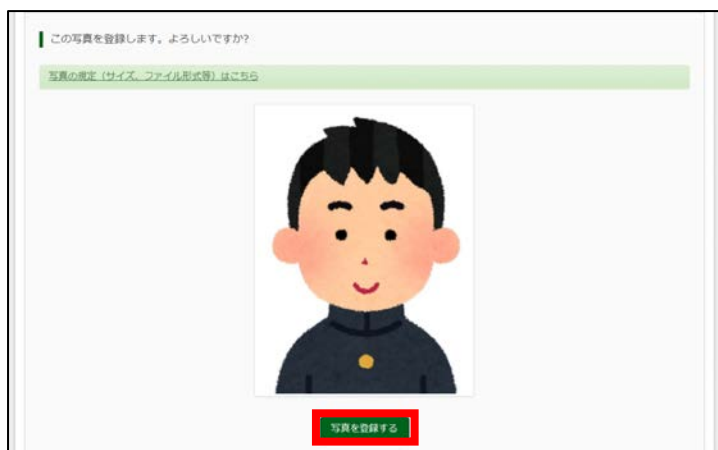 この写真を登録します。よろしいですか?
写真の規定（サイズ、ファイル形式等）はこちら
写真を登録する